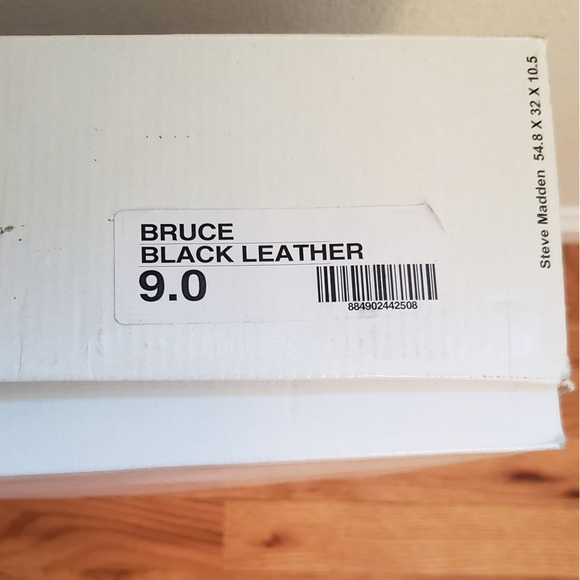 BRUCE
BLACK LEATHER
9.0
884902442508
Steve Madden 54.8 X 32 X 10.5